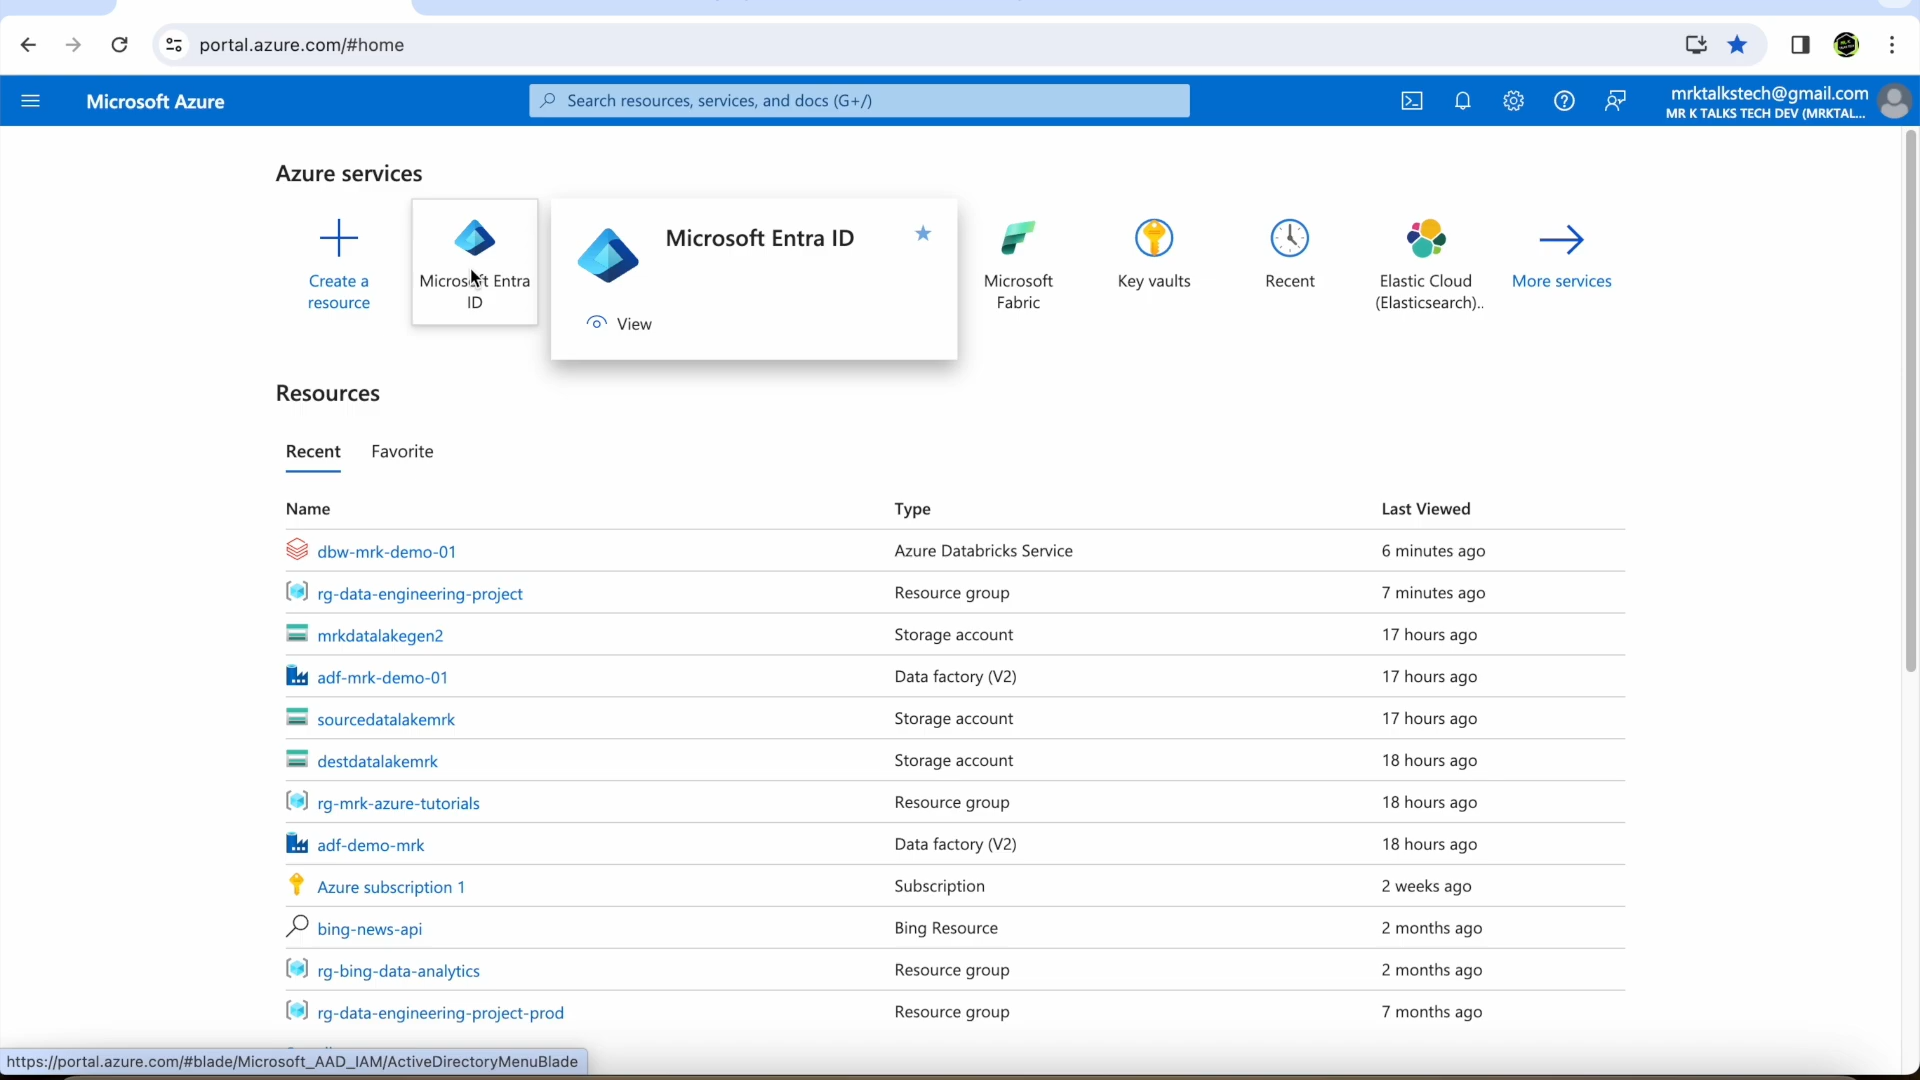 portal.azure.com/#home
Microsoft Azure
Search resources, services, and docs (G+/)
mrktalkstech@gmail.com
MR K TALKS TECH DEV (MRKTAL...
Azure services
Create a
resource
Microsoft Entra
ID
Microsoft Entra ID
View
Microsoft
Fabric
Key vaults
Recent
Elastic Cloud
(Elasticsearch)..
More services
Resources
Recent Favorite
Name Type Last Viewed
dbw-mrk-demo-01 Azure Databricks Service 6 minutes ago
rg-data-engineering-project Resource group 7 minutes ago
mrkdatalakegen2 Storage account 17 hours ago
adf-mrk-demo-01 Data factory (V2) 17 hours ago
sourcedatalakemrk Storage account 17 hours ago
destdatalakemrk Storage account 18 hours ago
rg-mrk-azure-tutorials Resource group 18 hours ago
adf-demo-mrk Data factory (V2) 18 hours ago
Azure subscription 1 Subscription 2 weeks ago
bing-news-api Bing Resource 2 months ago
rg-bing-data-analytics Resource group 2 months ago
rg-data-engineering-project-prod Resource group 7 months ago
https://portal.azure.com/#blade/Microsoft_AAD_IAM/ActiveDirectoryMenuBlade